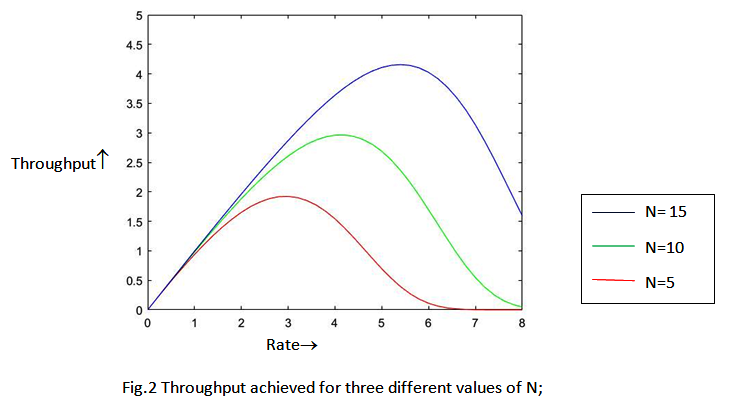 5
4.5
4
3.5
3
2.5
2
1.5
1
0.5
0
Throughput↑
0 1 2 3 4 5 6 7 8
Rate→
N= 15
N=10
N=5
Fig.2 Throughput achieved for three different values of N;